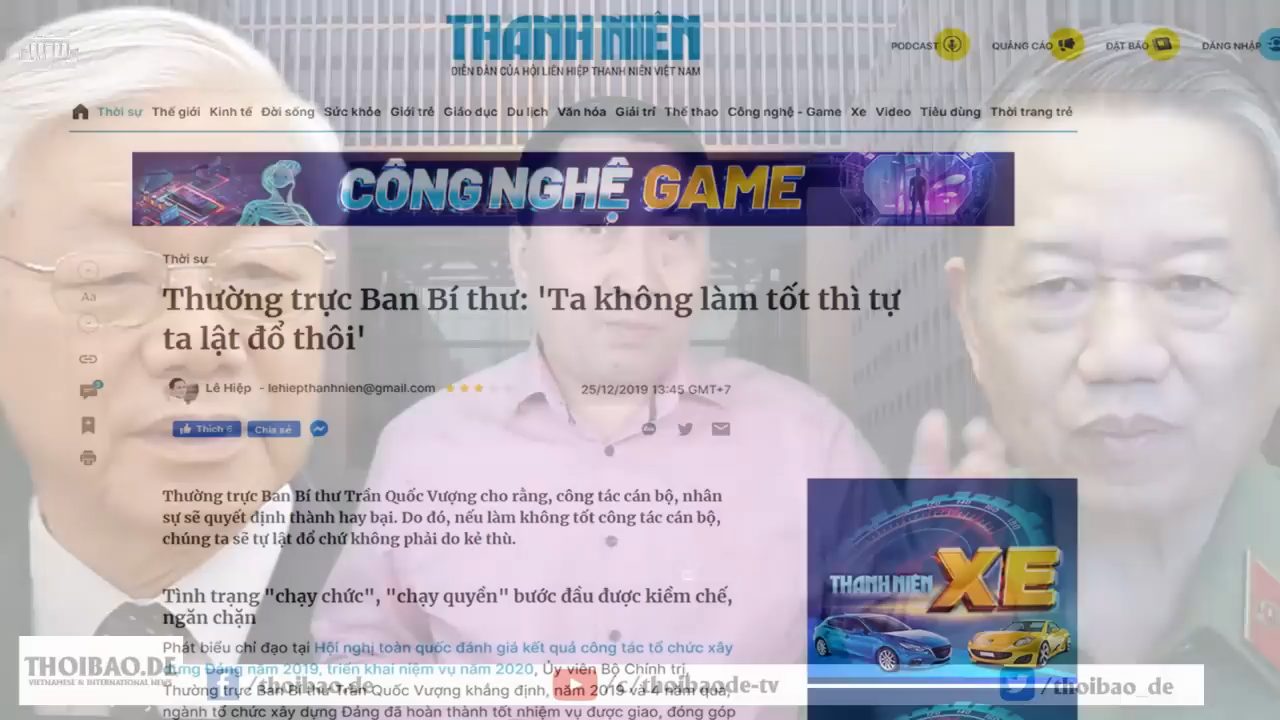 THANH NIÊN
DIỄN ĐÀN CỦA HỘI LIÊN HIỆP THANH NIÊN VIỆT NAM
PODCAST QUẢNG CÁO ĐẶT BÁO ĐĂNG NHẬP
Thời sự Thế giới Kinh tế Đời sống Sức khỏe Giới trẻ Giáo dục Du lịch Văn hóa Giải trí Thể thao Công nghệ - Game Xe Video Tiêu dùng Thời trang trẻ
CÔNG NGHỆ GAME
Thời sự
Thường trực Ban Bí thư: 'Ta không làm tốt thì tự
ta lật đổ thôi'
Aa
Lê Hiệp - lehiepthanhnien@gmail.com
25/12/2019 13:45 GMT+7
Thích 6 Chia sẻ
Thường trực Ban Bí thư Trần Quốc Vượng cho rằng, công tác cán bộ, nhân
sự sẽ quyết định thành hay bại. Do đó, nếu làm không tốt công tác cán bộ,
chúng ta sẽ tự lật đổ chứ không phải do kẻ thù.
THANH NIÊN XE
Tình trạng "chạy chức", "chạy quyền" bước đầu được kiềm chế,
ngăn chặn
Phát biểu chỉ đạo tại Hội nghị toàn quốc đánh giá kết quả công tác tổ chức xây
dựng Đảng năm 2019, triển khai niệm vụ năm 2020, Ủy viên Bộ Chính trị,
Thường trực Ban Bí thư Trần Quốc Vượng khẳng định, năm 2019 và 4 năm qua,
ngành tổ chức xây dựng Đảng đã hoàn thành tốt nhiệm vụ được giao, đóng góp
THOIBAO.DE
VIETNAMESE & INTERNATIONAL NEWS
/thoibao.de
/c/thoibaode-tv
/thoibao_de